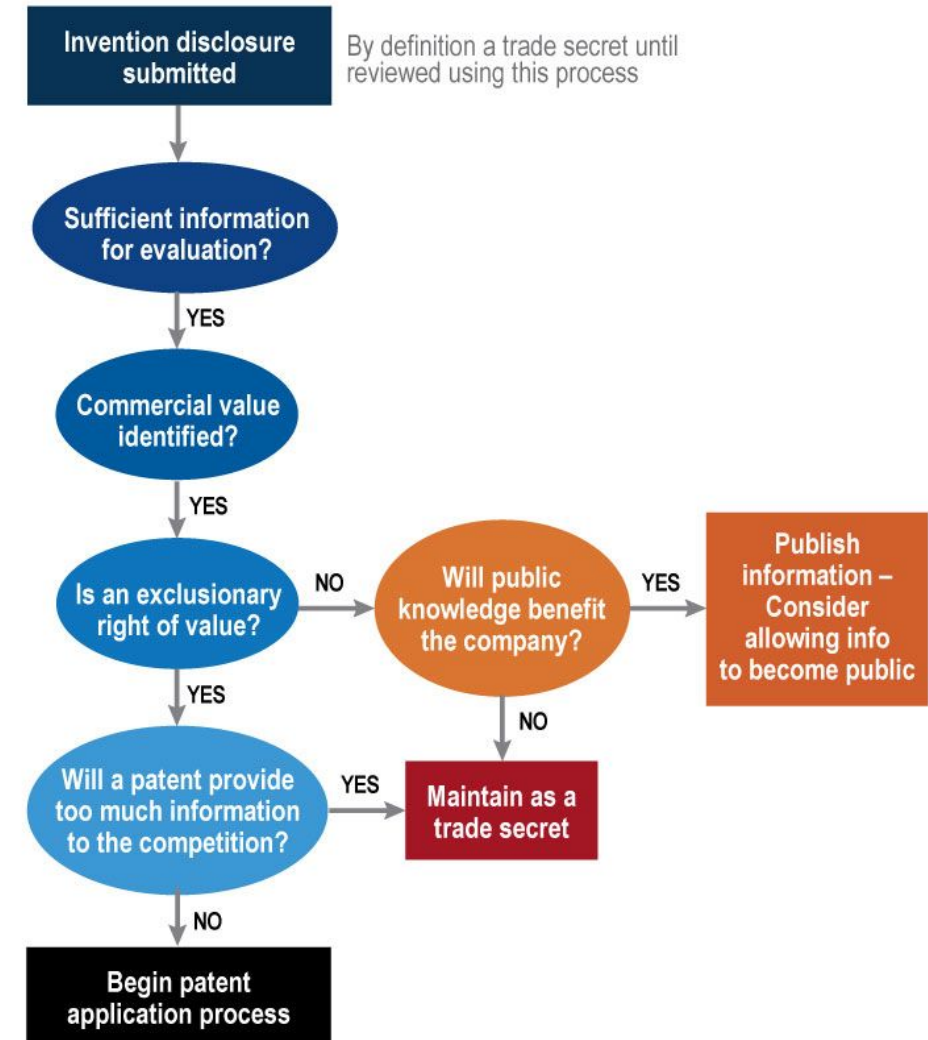 Invention disclosure
submitted
By definition a trade secret until
reviewed using this process
Sufficient information
for evaluation?
YES
Commercial value
identified?
YES
Is an exclusionary
right of value?
NO
Will public
knowledge benefit
the company?
YES
Publish
information –
Consider
allowing info
to become public
YES
NO
Will a patent provide
too much information
to the competition?
YES
Maintain as a
trade secret
NO
Begin patent
application process